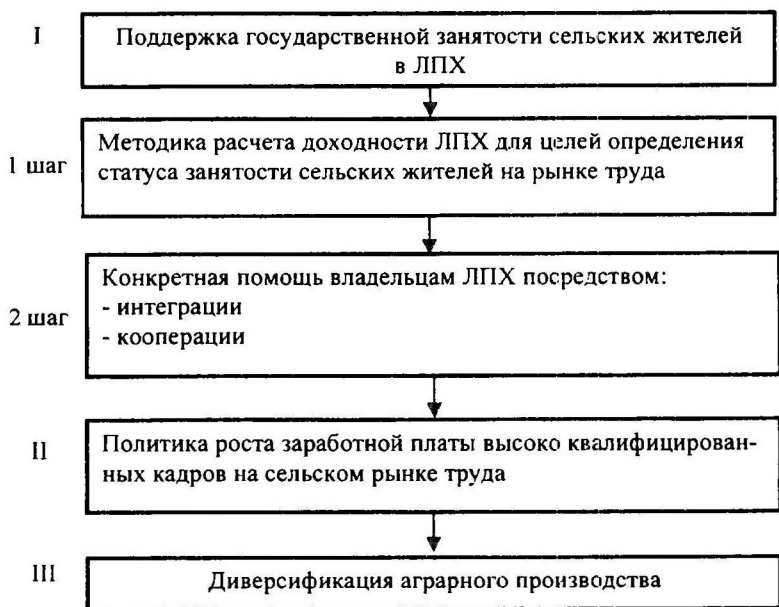 I
Поддержка государственной занятости сельских жителей
в ЛПХ
1 шаг
Методика расчета доходности ЛПХ для целей определения
статуса занятости сельских жителей на рынке труда
2 шаг
Конкретная помощь владельцам ЛПХ посредством:
- интеграции
- кооперации
II
Политика роста заработной платы высоко квалифицирован-
ных кадров на сельском рынке труда
III
Диверсификация аграрного производства